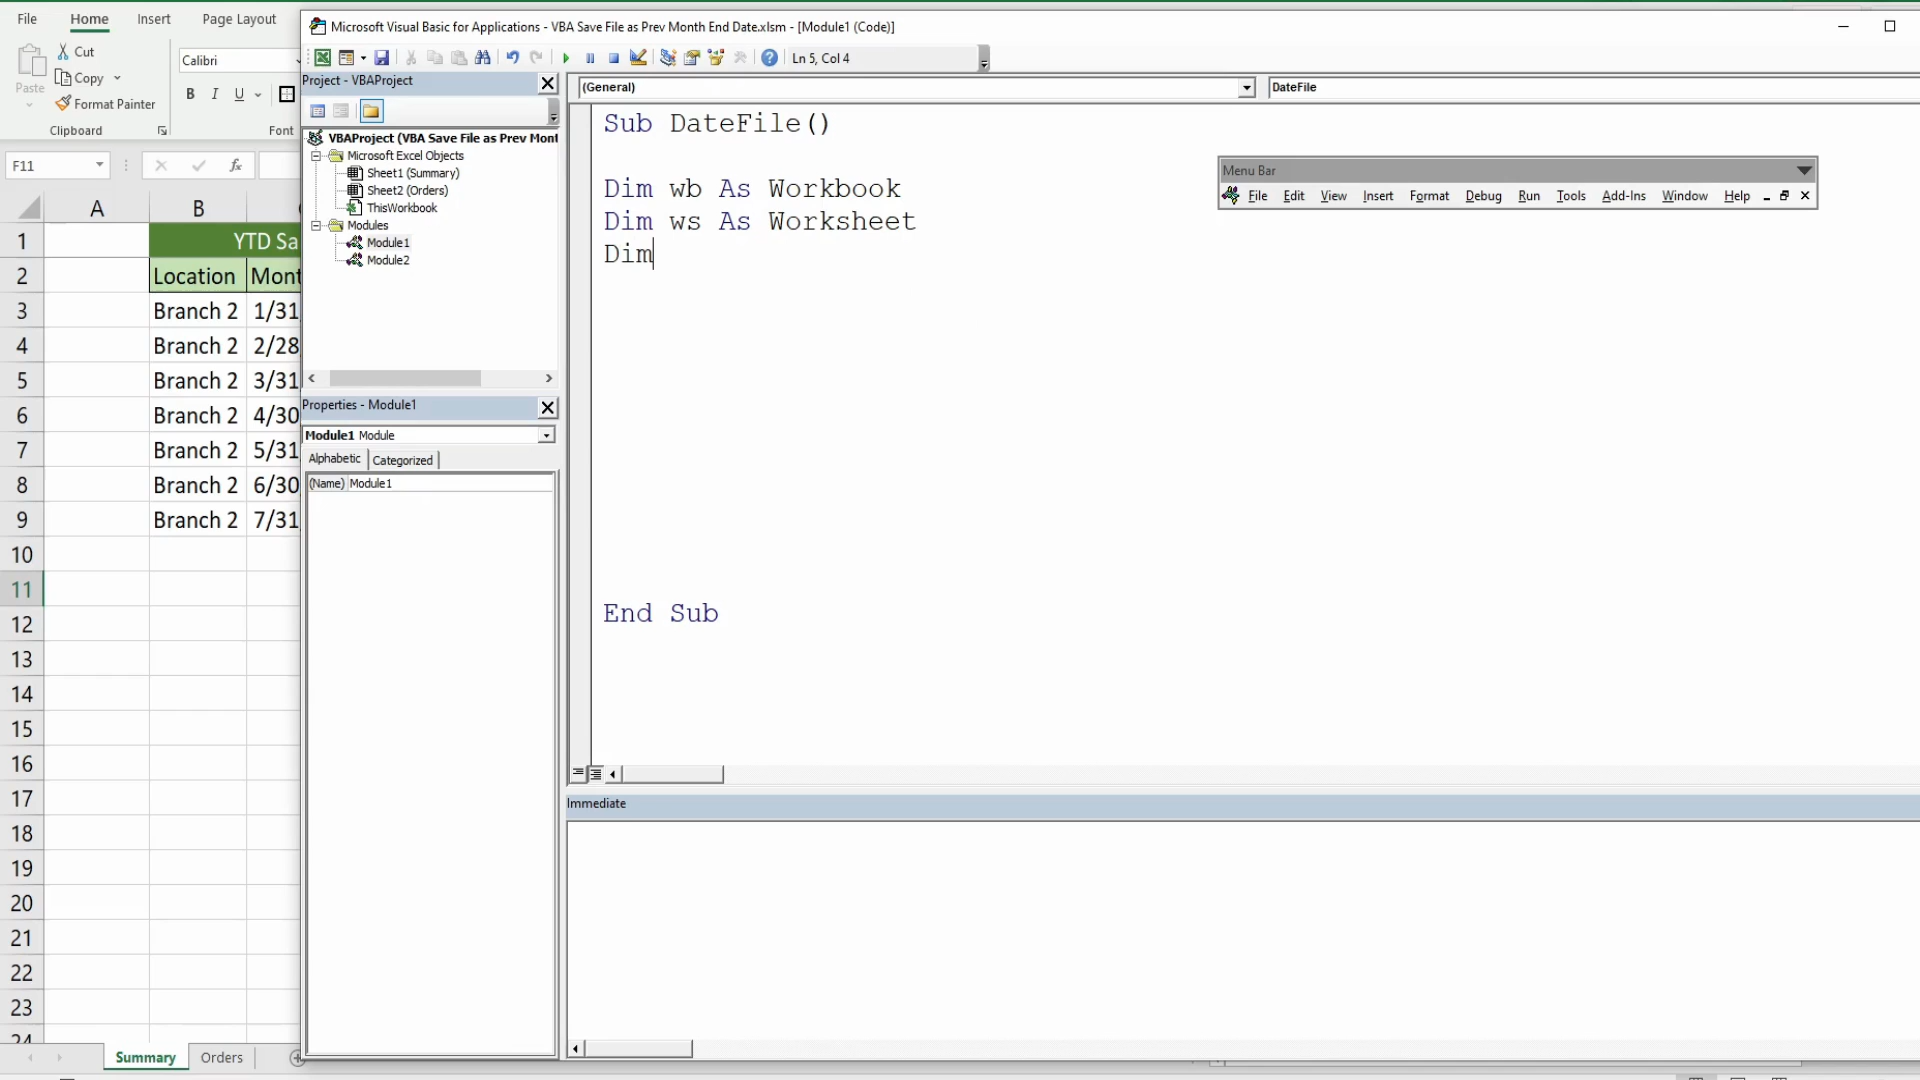 File Home Insert Page Layout
Microsoft Visual Basic for Applications - VBA Save File as Prev Month End Date.xlsm - [Module1 (Code)]
Paste
Cut
Copy
Format Painter
Clipboard
Calibri
B I U
Font
Ln 5, Col 4
Project - VBAProject
(General)
DateFile
VBAProject (VBA Save File as Prev Mont
Microsoft Excel Objects
Sheet1 (Summary)
Sheet2 (Orders)
ThisWorkbook
Modules
Module1
Module2
Sub DateFile()
Dim wb As Workbook
Dim ws As Worksheet
Dim
End Sub
Menu Bar
File Edit View Insert Format Debug Run Tools Add-Ins Window Help
F11
fx
A B
1 YTD Sa
2 Location Mont
3 Branch 2 1/31
4 Branch 2 2/28
5 Branch 2 3/31
6 Branch 2 4/30
7 Branch 2 5/31
8 Branch 2 6/30
9 Branch 2 7/31
10
11
12
13
14
15
16
17
18
19
20
21
22
23
24
Properties - Module1
Module1 Module
Alphabetic Categorized
(Name) Module1
Immediate
Summary Orders